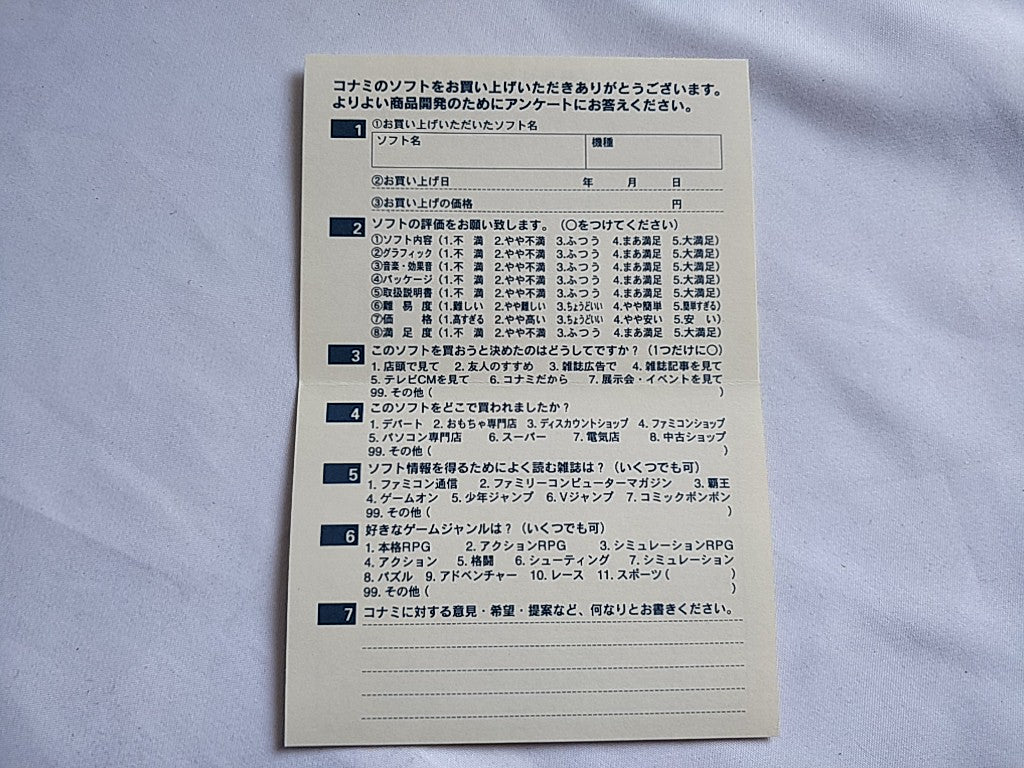 コナミのソフトをお買い上げいただきありがとうございます。
よりよい商品開発のためにアンケートにお答えください。
1 ①お買い上げいただいたソフト名
ソフト名 機種
②お買い上げ日 年 月 日
③お買い上げの価格 円
2 ソフトの評価をお願い致します。（○をつけてください）
①ソフト内容（1.不 満 2.やや不満 3.ふつう 4.まあ満足 5.大満足）
②グラフィック（1.不 満 2.やや不満 3.ふつう 4.まあ満足 5.大満足）
③音楽・効果音（1.不 満 2.やや不満 3.ふつう 4.まあ満足 5.大満足）
④パッケージ（1.不 満 2.やや不満 3.ふつう 4.まあ満足 5.大満足）
⑤取扱説明書（1.不 満 2.やや不満 3.ふつう 4.まあ満足 5.大満足）
⑥難 易 度（1.難しい 2.やや難しい 3.ちょうどいい 4.やや簡単 5.簡単すぎる）
⑦価 格（1.高すぎる 2.やや高い 3.ちょうどいい 4.やや安い 5.安 い）
⑧満 足 度（1.不 満 2.やや不満 3.ふつう 4.まあ満足 5.大満足）
3 このソフトを買おうと決めたのはどうしてですか？（1つだけに○）
1. 店頭で見て 2. 友人のすすめ 3. 雑誌広告で 4. 雑誌記事を見て
5. テレビCMを見て 6. コナミだから 7. 展示会・イベントを見て
99. その他（ ）
4 このソフトをどこで買われましたか？
1. デパート 2. おもちゃ専門店 3. ディスカウントショップ 4. ファミコンショップ
5. パソコン専門店 6. スーパー 7. 電気店 8. 中古ショップ
99. その他（ ）
5 ソフト情報を得るためによく読む雑誌は？（いくつでも可）
1. ファミコン通信 2. ファミリーコンピューターマガジン 3. 覇王
4. ゲームオン 5. 少年ジャンプ 6. Vジャンプ 7. コミックボンボン
99. その他（ ）
6 好きなゲームジャンルは？（いくつでも可）
1. 本格RPG 2. アクションRPG 3. シミュレーションRPG
4. アクション 5. 格闘 6. シューティング 7. シミュレーション
8. パズル 9. アドベンチャー 10. レース 11. スポーツ（ ）
99. その他（ ）
7 コナミに対する意見・希望・提案など、何なりとお書きください。